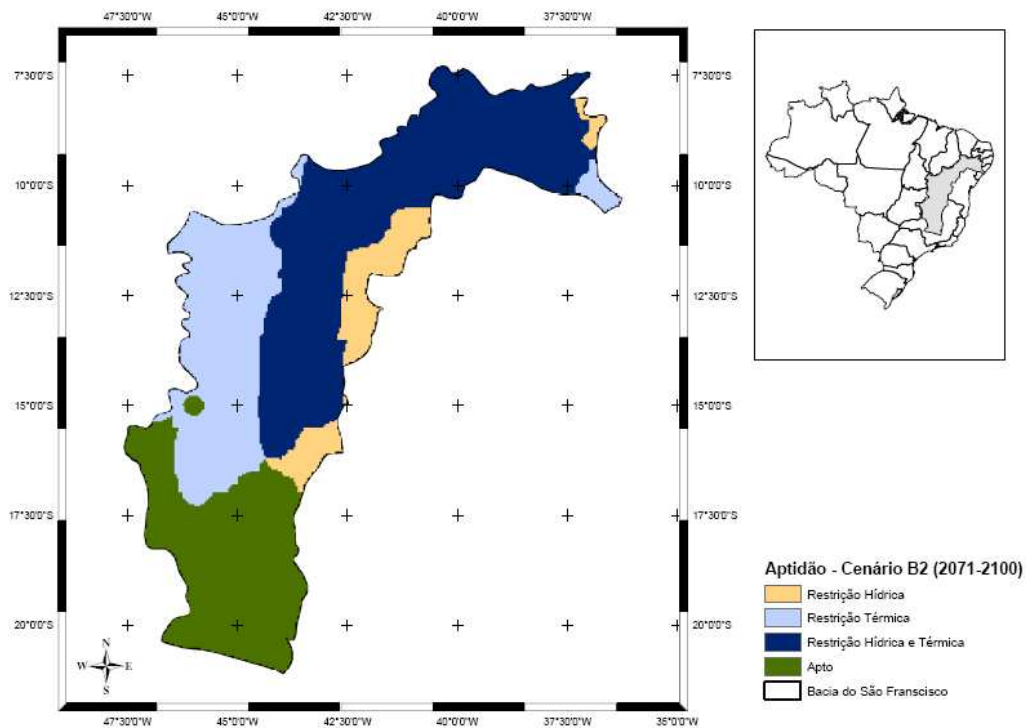 47°30'0"W 45°0'0"W 42°30'0"W 40°0'0"W 37°30'0"W
7°30'0"S 7°30'0"S
10°0'0"S 10°0'0"S
12°30'0"S 12°30'0"S
15°0'0"S 15°0'0"S
17°30'0"S 17°30'0"S
20°0'0"S 20°0'0"S
N
W E
S
47°30'0"W 45°0'0"W 42°30'0"W 40°0'0"W 37°30'0"W 35°0'0"W
Aptidão - Cenário B2 (2071-2100)
Restrição Hídrica
Restrição Térmica
Restrição Hídrica e Térmica
Apto
Bacia do São Franscisco